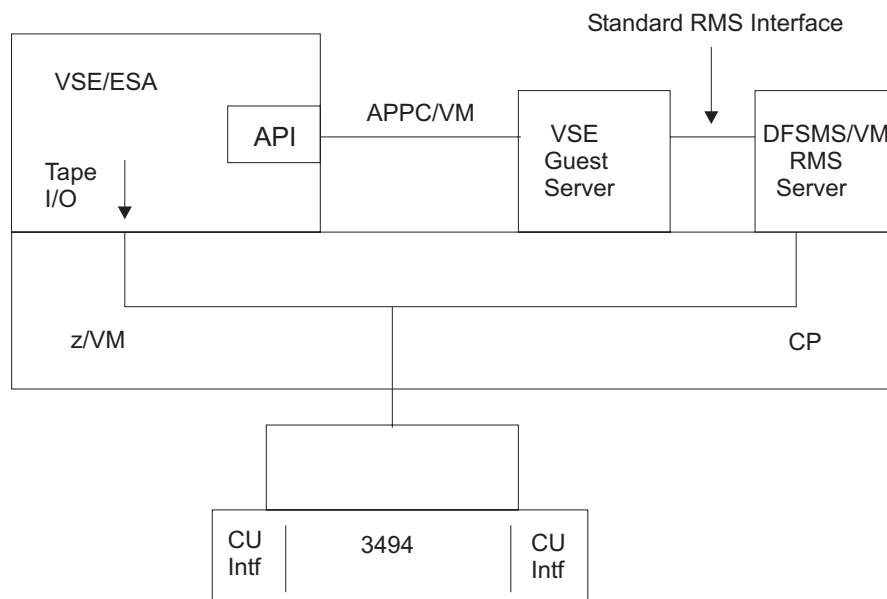 Standard RMS Interface
VSE/ESA
API
APPC/VM
VSE
Guest
Server
DFSMS/VM
RMS
Server
Tape
I/O
z/VM
CP
CU
Intf
3494
CU
Intf